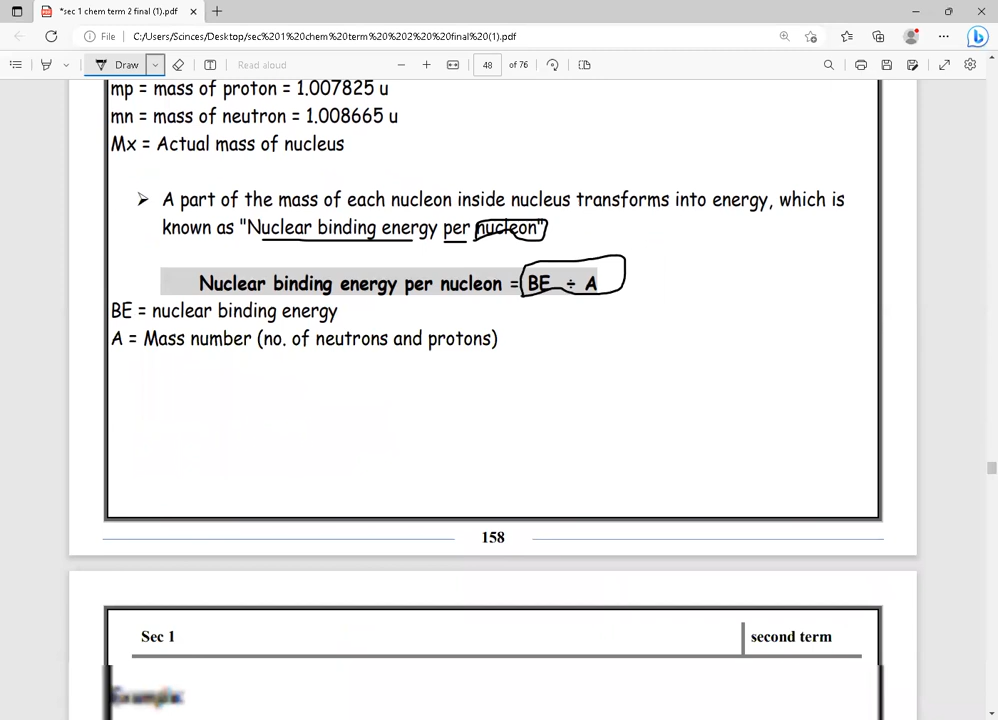 *sec 1 chem term 2 final (1).pdf
File
C:/Users/Scinces/Desktop/sec%201%20chem%20term%20%202%20%20final%20(1).pdf
Draw
Read aloud
48 of 76
mp = mass of proton = 1.007825 u
mn = mass of neutron = 1.008665 u
Mx = Actual mass of nucleus
➢ A part of the mass of each nucleon inside nucleus transforms into energy, which is
known as "Nuclear binding energy per nucleon"
Nuclear binding energy per nucleon = BE ÷ A
BE = nuclear binding energy
A = Mass number (no. of neutrons and protons)
158
Sec 1
second term
Example: